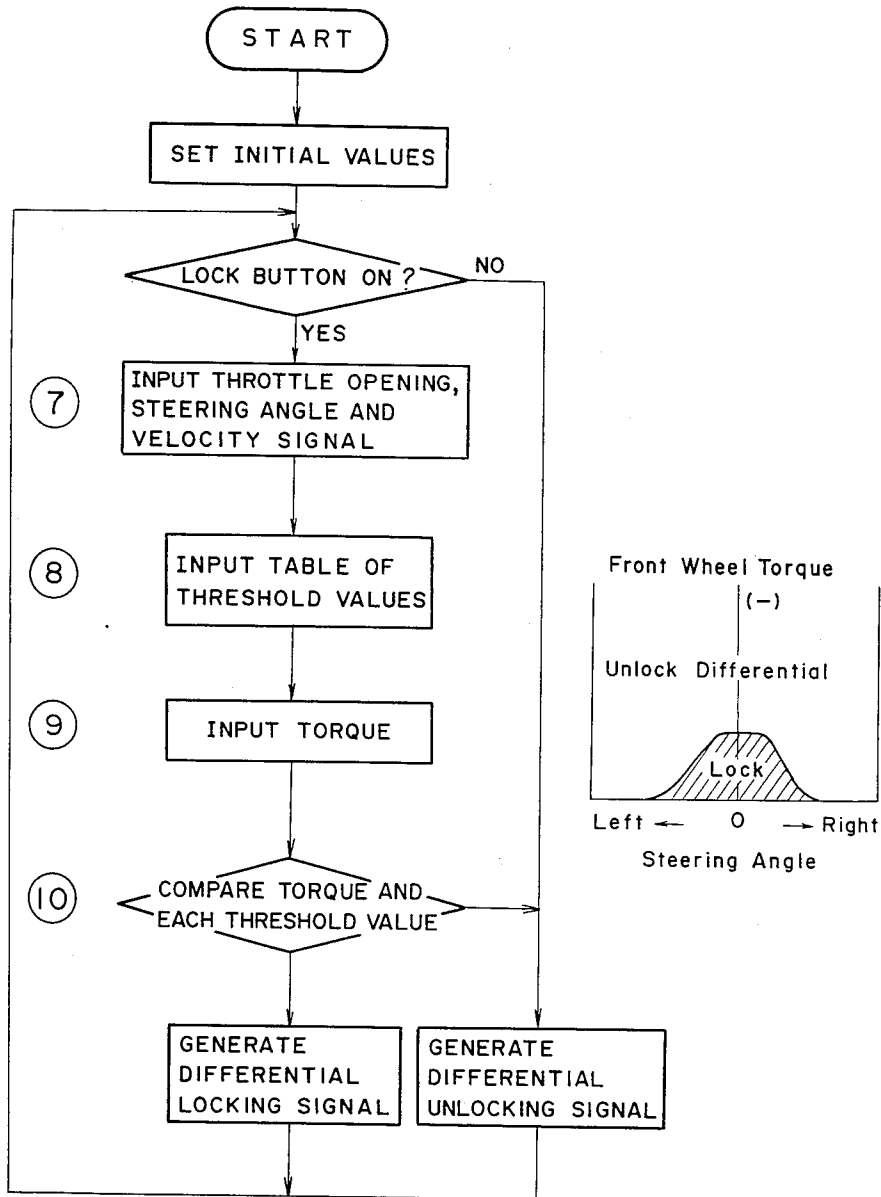 START
SET INITIAL VALUES
LOCK BUTTON ON?
NO
YES
7
INPUT THROTTLE OPENING,
STEERING ANGLE AND
VELOCITY SIGNAL
8
INPUT TABLE OF
THRESHOLD VALUES
9
INPUT TORQUE
10
COMPARE TORQUE AND
EACH THRESHOLD VALUE
GENERATE
DIFFERENTIAL
LOCKING SIGNAL
GENERATE
DIFFERENTIAL
UNLOCKING SIGNAL
Front Wheel Torque
(−)
Unlock Differential
Lock
Left ← 0 → Right
Steering Angle